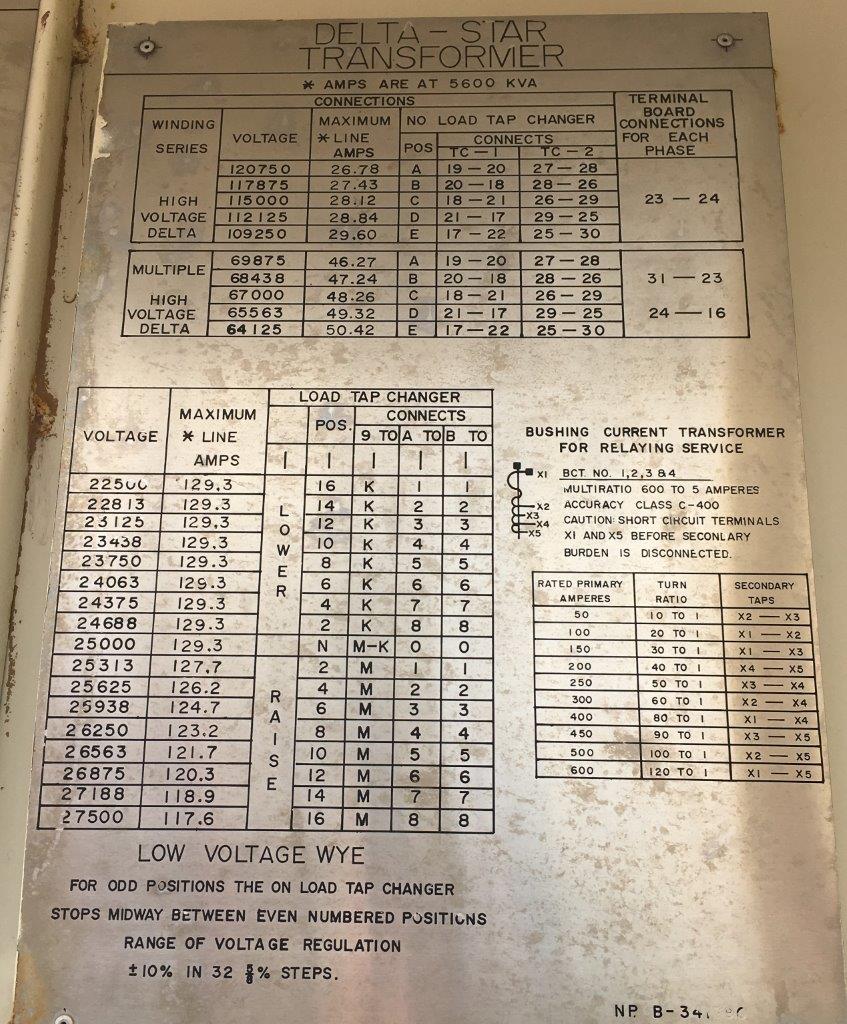 DELTA - STAR
TRANSFORMER
* AMPS ARE AT 5600 KVA
CONNECTIONS
TERMINAL BOARD CONNECTIONS FOR EACH PHASE
WINDING SERIES VOLTAGE MAXIMUM * LINE AMPS NO LOAD TAP CHANGER
POS CONNECTS
TC - 1 TC - 2
HIGH VOLTAGE DELTA
120750 26.78 A 19 - 20 27 - 28
117875 27.43 B 20 - 18 28 - 26
115000 28.12 C 18 - 21 26 - 29 23 - 24
112125 28.84 D 21 - 17 29 - 25
109250 29.60 E 17 - 22 25 - 30
MULTIPLE HIGH VOLTAGE DELTA
69875 46.27 A 19 - 20 27 - 28
68438 47.24 B 20 - 18 28 - 26 31 - 23
67000 48.26 C 18 - 21 26 - 29
65563 49.32 D 21 - 17 29 - 25 24 - 16
64125 50.42 E 17 - 22 25 - 30
VOLTAGE MAXIMUM * LINE AMPS LOAD TAP CHANGER
POS. CONNECTS
9 TO A TO B TO
LOWER
22500 129.3 16 K 1 1
22813 129.3 14 K 2 2
23125 129.3 12 K 3 3
23438 129.3 10 K 4 4
23750 129.3 8 K 5 5
24063 129.3 6 K 6 6
24375 129.3 4 K 7 7
24688 129.3 2 K 8 8
25000 129.3 N M-K 0 0
RAISE
25313 127.7 2 M 1 1
25625 126.2 4 M 2 2
25938 124.7 6 M 3 3
26250 123.2 8 M 4 4
26563 121.7 10 M 5 5
26875 120.3 12 M 6 6
27188 118.9 14 M 7 7
27500 117.6 16 M 8 8
LOW VOLTAGE WYE
FOR ODD POSITIONS THE ON LOAD TAP CHANGER
STOPS MIDWAY BETWEEN EVEN NUMBERED POSITIONS
RANGE OF VOLTAGE REGULATION
±10% IN 32 ⅝% STEPS.
BUSHING CURRENT TRANSFORMER
FOR RELAYING SERVICE
X1
X2
X3
X4
X5
BCT. NO. 1,2,3 & 4
MULTIRATIO 600 TO 5 AMPERES
ACCURACY CLASS C-400
CAUTION: SHORT CIRCUIT TERMINALS
X1 AND X5 BEFORE SECONLARY
BURDEN IS DISCONNECTED.
RATED PRIMARY AMPERES TURN RATIO SECONDARY TAPS
50 10 TO 1 X2 - X3
100 20 TO 1 X1 - X2
150 30 TO 1 X1 - X3
200 40 TO 1 X4 - X5
250 50 TO 1 X3 - X4
300 60 TO 1 X2 - X4
400 80 TO 1 X1 - X4
450 90 TO 1 X3 - X5
500 100 TO 1 X2 - X5
600 120 TO 1 X1 - X5
NP